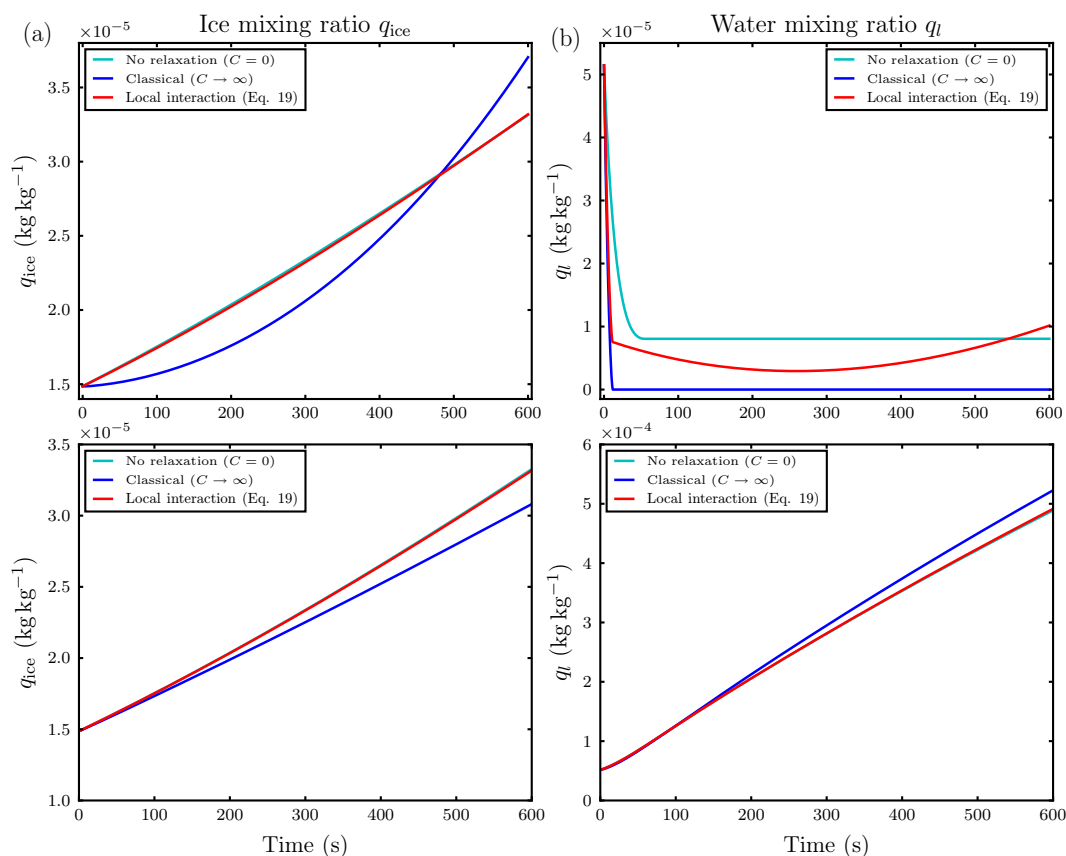 (a)
Ice mixing ratio q_ice
×10⁻⁵
No relaxation (C = 0)
Classical (C → ∞)
Local interaction (Eq. 19)
3.5
3.0
2.5
2.0
1.5
q_ice (kg kg⁻¹)
0 100 200 300 400 500 600
(b)
Water mixing ratio q_l
×10⁻⁵
No relaxation (C = 0)
Classical (C → ∞)
Local interaction (Eq. 19)
5
4
3
2
1
0
q_l (kg kg⁻¹)
0 100 200 300 400 500 600
×10⁻⁵
No relaxation (C = 0)
Classical (C → ∞)
Local interaction (Eq. 19)
3.5
3.0
2.5
2.0
1.5
1.0
q_ice (kg kg⁻¹)
0 100 200 300 400 500 600
Time (s)
×10⁻⁴
No relaxation (C = 0)
Classical (C → ∞)
Local interaction (Eq. 19)
6
5
4
3
2
1
0
q_l (kg kg⁻¹)
0 100 200 300 400 500 600
Time (s)